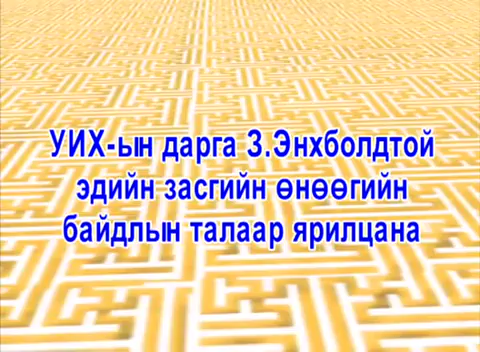 УИХ-ын дарга З.Энхболдтой
эдийн засгийн өнөөгийн
байдлын талаар ярилцана